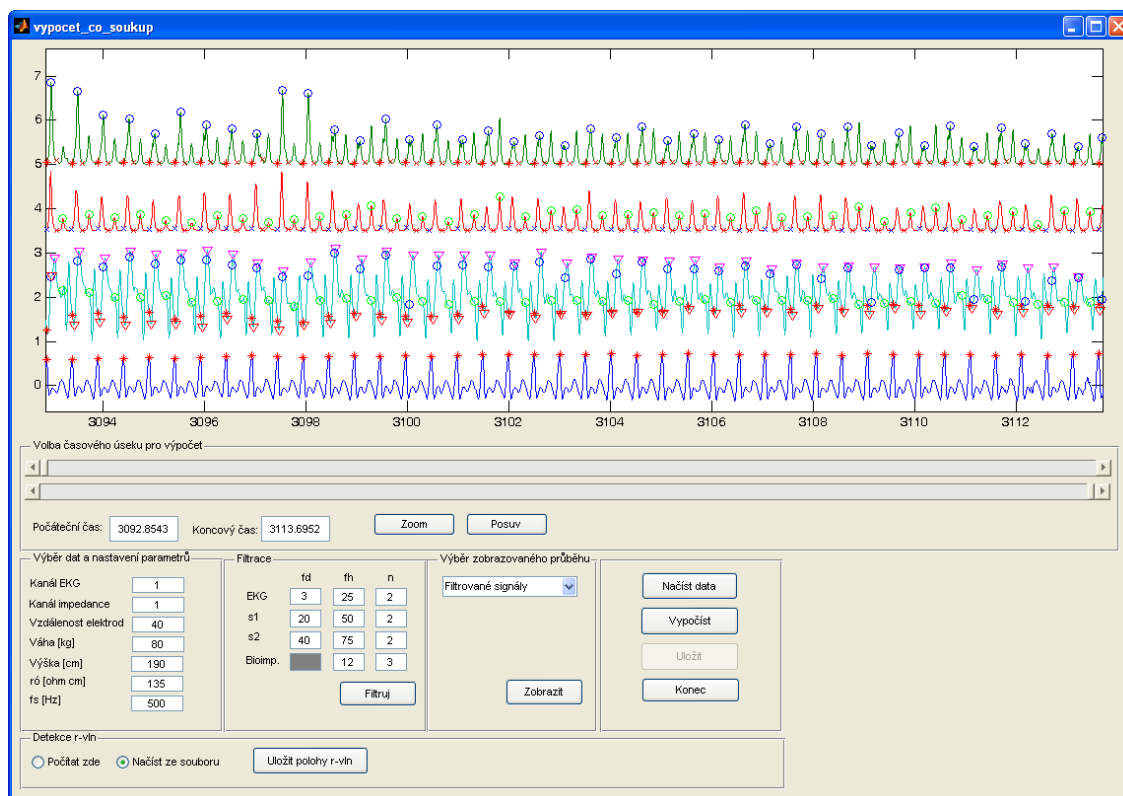 vypocet_co_soukup
7
6
5
4
3
2
1
0
3094 3096 3098 3100 3102 3104 3106 3108 3110 3112
Volba časového úseku pro výpočet
Počáteční čas: 3092.8543 Koncový čas: 3113.6952 Zoom Posuv
Výběr dat a nastavení parametrů
Kanál EKG 1
Kanál impedance 1
Vzdálenost elektrod 40
Váha [kg] 80
Výška [cm] 190
ró [ohm cm] 135
fs [Hz] 500
Filtrace
fd fh n
EKG 3 25 2
s1 20 50 2
s2 40 75 2
Bioimp. 12 3
Filtruj
Výběr zobrazovaného průběhu
Filtrované signály
Zobrazit
Načíst data
Vypočíst
Uložit
Konec
Detekce r-vln
Počítat zde Načíst ze souboru Uložit polohy r-vln